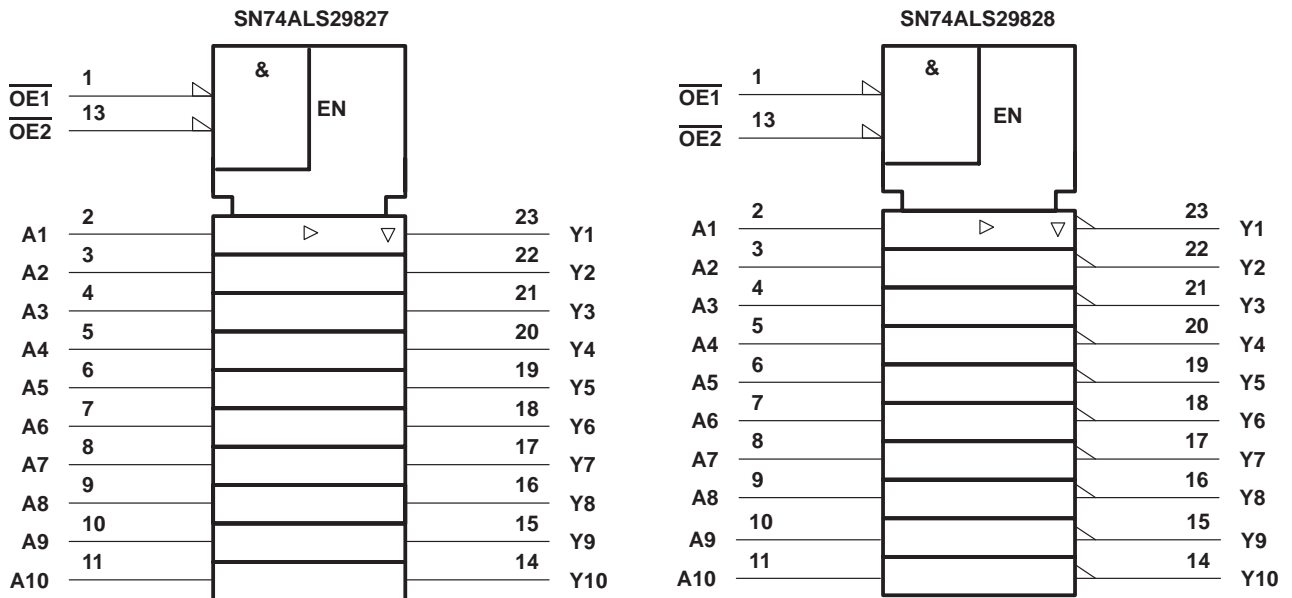 SN74ALS29827
&
EN
OE1
1
OE2
13
A1
2
23
Y1
A2
3
22
Y2
A3
4
21
Y3
A4
5
20
Y4
A5
6
19
Y5
A6
7
18
Y6
A7
8
17
Y7
A8
9
16
Y8
A9
10
15
Y9
A10
11
14
Y10
SN74ALS29828
&
EN
OE1
1
OE2
13
A1
2
23
Y1
A2
3
22
Y2
A3
4
21
Y3
A4
5
20
Y4
A5
6
19
Y5
A6
7
18
Y6
A7
8
17
Y7
A8
9
16
Y8
A9
10
15
Y9
A10
11
14
Y10